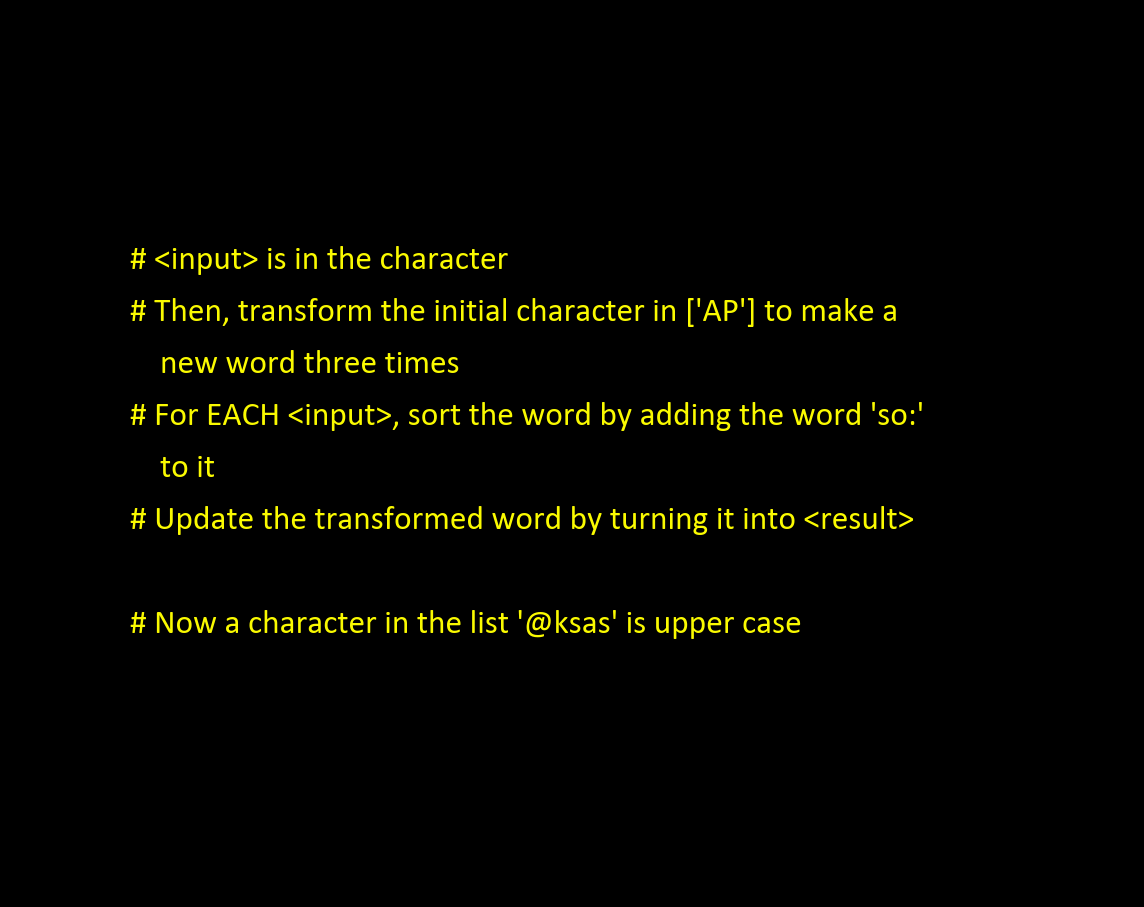 # <input> is in the character
# Then, transform the initial character in ['AP'] to make a
new word three times
# For EACH <input>, sort the word by adding the word 'so:'
to it
# Update the transformed word by turning it into <result>
# Now a character in the list '@ksas' is upper case